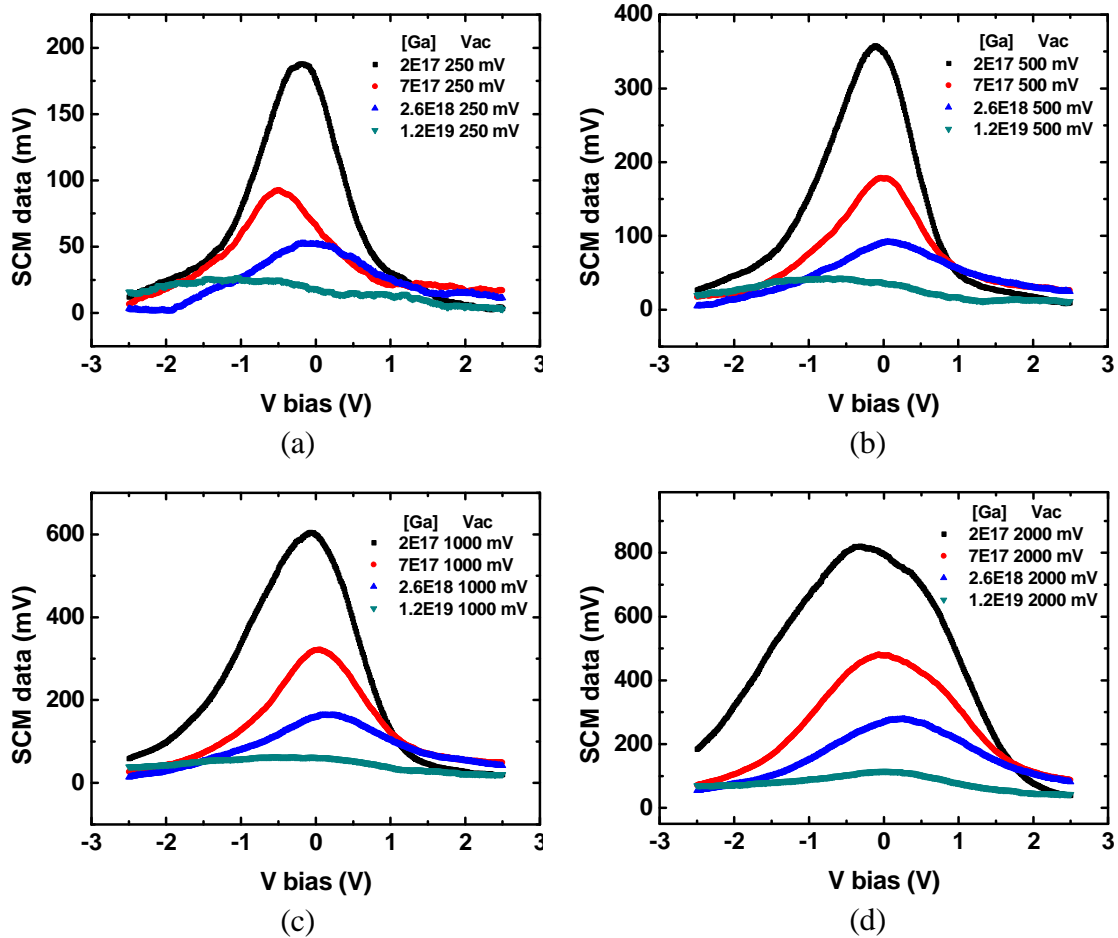 [Ga] Vac
2E17 250 mV
7E17 250 mV
2.6E18 250 mV
1.2E19 250 mV
200
150
100
50
0
SCM data (mV)
-3 -2 -1 0 1 2 3
V bias (V)
(a)
[Ga] Vac
2E17 500 mV
7E17 500 mV
2.6E18 500 mV
1.2E19 500 mV
400
300
200
100
0
SCM data (mV)
-3 -2 -1 0 1 2 3
V bias (V)
(b)
[Ga] Vac
2E17 1000 mV
7E17 1000 mV
2.6E18 1000 mV
1.2E19 1000 mV
600
400
200
0
SCM data (mV)
-3 -2 -1 0 1 2 3
V bias (V)
(c)
[Ga] Vac
2E17 2000 mV
7E17 2000 mV
2.6E18 2000 mV
1.2E19 2000 mV
800
600
400
200
0
SCM data (mV)
-3 -2 -1 0 1 2 3
V bias (V)
(d)